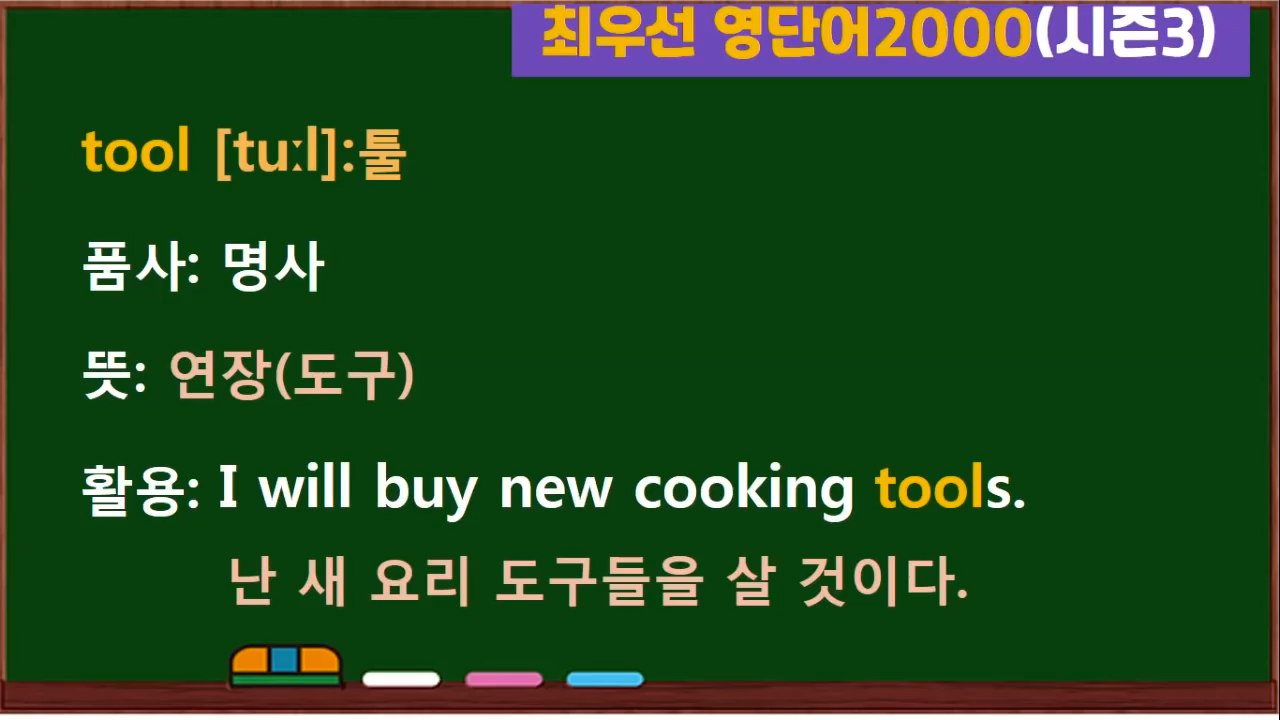 최우선 영단어2000(시즌3)
tool [tuːl]:툴
품사: 명사
뜻: 연장(도구)
활용: I will buy new cooking tools.
난 새 요리 도구들을 살 것이다.